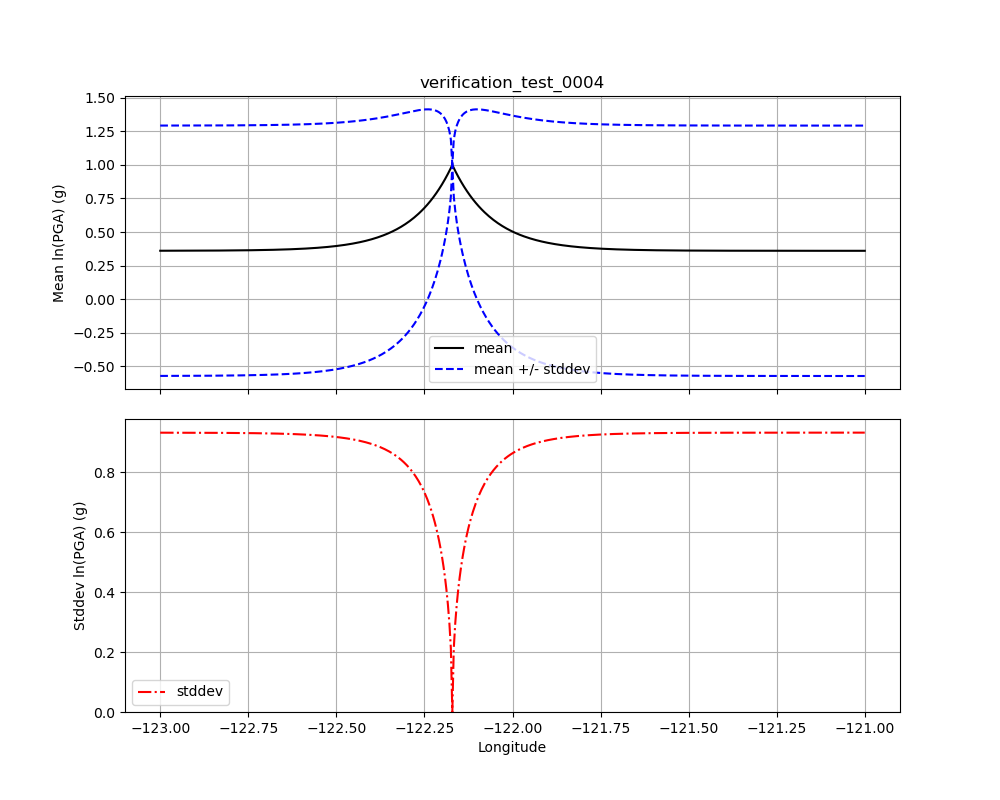 verification_test_0004
Mean ln(PGA) (g)
1.50
1.25
1.00
0.75
0.50
0.25
0.00
−0.25
−0.50
mean
mean +/- stddev
Stddev ln(PGA) (g)
0.8
0.6
0.4
0.2
0.0
stddev
−123.00 −122.75 −122.50 −122.25 −122.00 −121.75 −121.50 −121.25 −121.00
Longitude